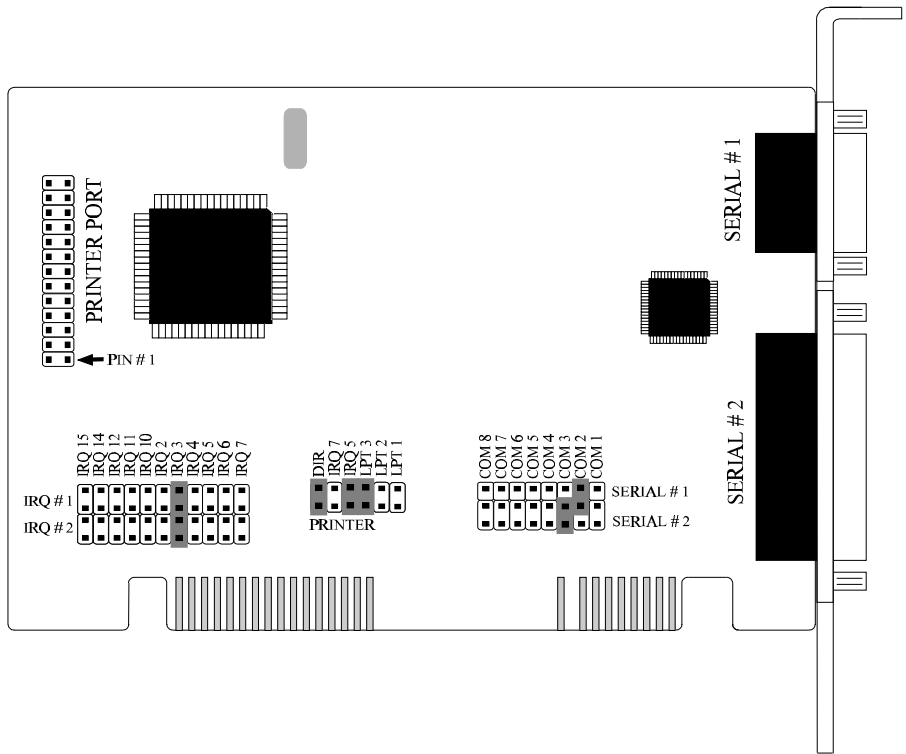 SERIAL # 1
PRINTER PORT
PIN # 1
SERIAL # 2
IRQ 15
IRQ 14
IRQ 12
IRQ 11
IRQ 10
IRQ 2
IRQ 3
IRQ 4
IRQ 5
IRQ 6
IRQ 7
IRQ # 1
IRQ # 2
DIR
IRQ 7
IRQ 5
LPT 3
LPT 2
LPT 1
PRINTER
COM 8
COM 7
COM 6
COM 5
COM 4
COM 3
COM 2
COM 1
SERIAL # 1
SERIAL # 2